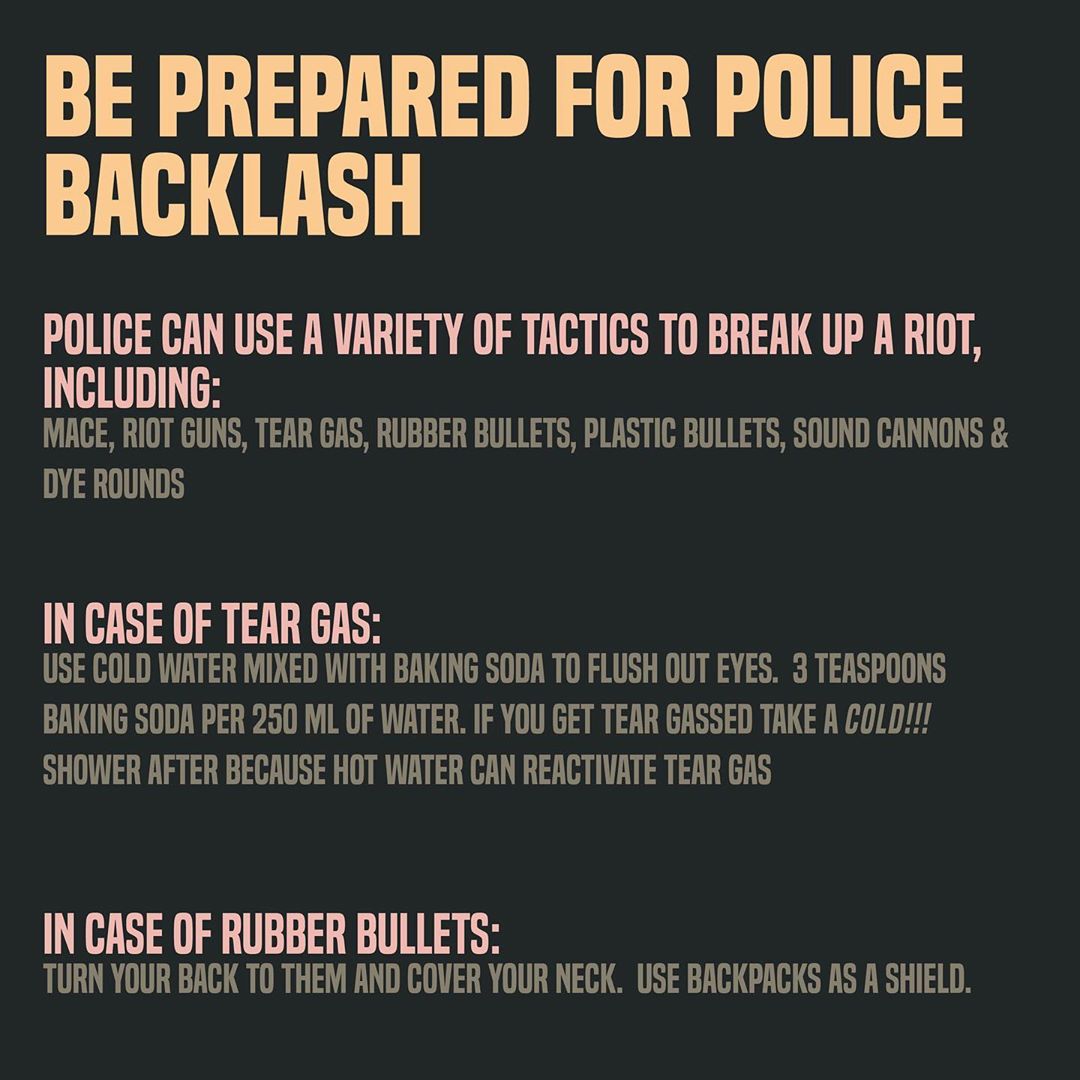 BE PREPARED FOR POLICE
BACKLASH
POLICE CAN USE A VARIETY OF TACTICS TO BREAK UP A RIOT,
INCLUDING:
MACE, RIOT GUNS, TEAR GAS, RUBBER BULLETS, PLASTIC BULLETS, SOUND CANNONS &
DYE ROUNDS
IN CASE OF TEAR GAS:
USE COLD WATER MIXED WITH BAKING SODA TO FLUSH OUT EYES. 3 TEASPOONS
BAKING SODA PER 250 ML OF WATER. IF YOU GET TEAR GASSED TAKE A COLD!!!
SHOWER AFTER BECAUSE HOT WATER CAN REACTIVATE TEAR GAS
IN CASE OF RUBBER BULLETS:
TURN YOUR BACK TO THEM AND COVER YOUR NECK. USE BACKPACKS AS A SHIELD.